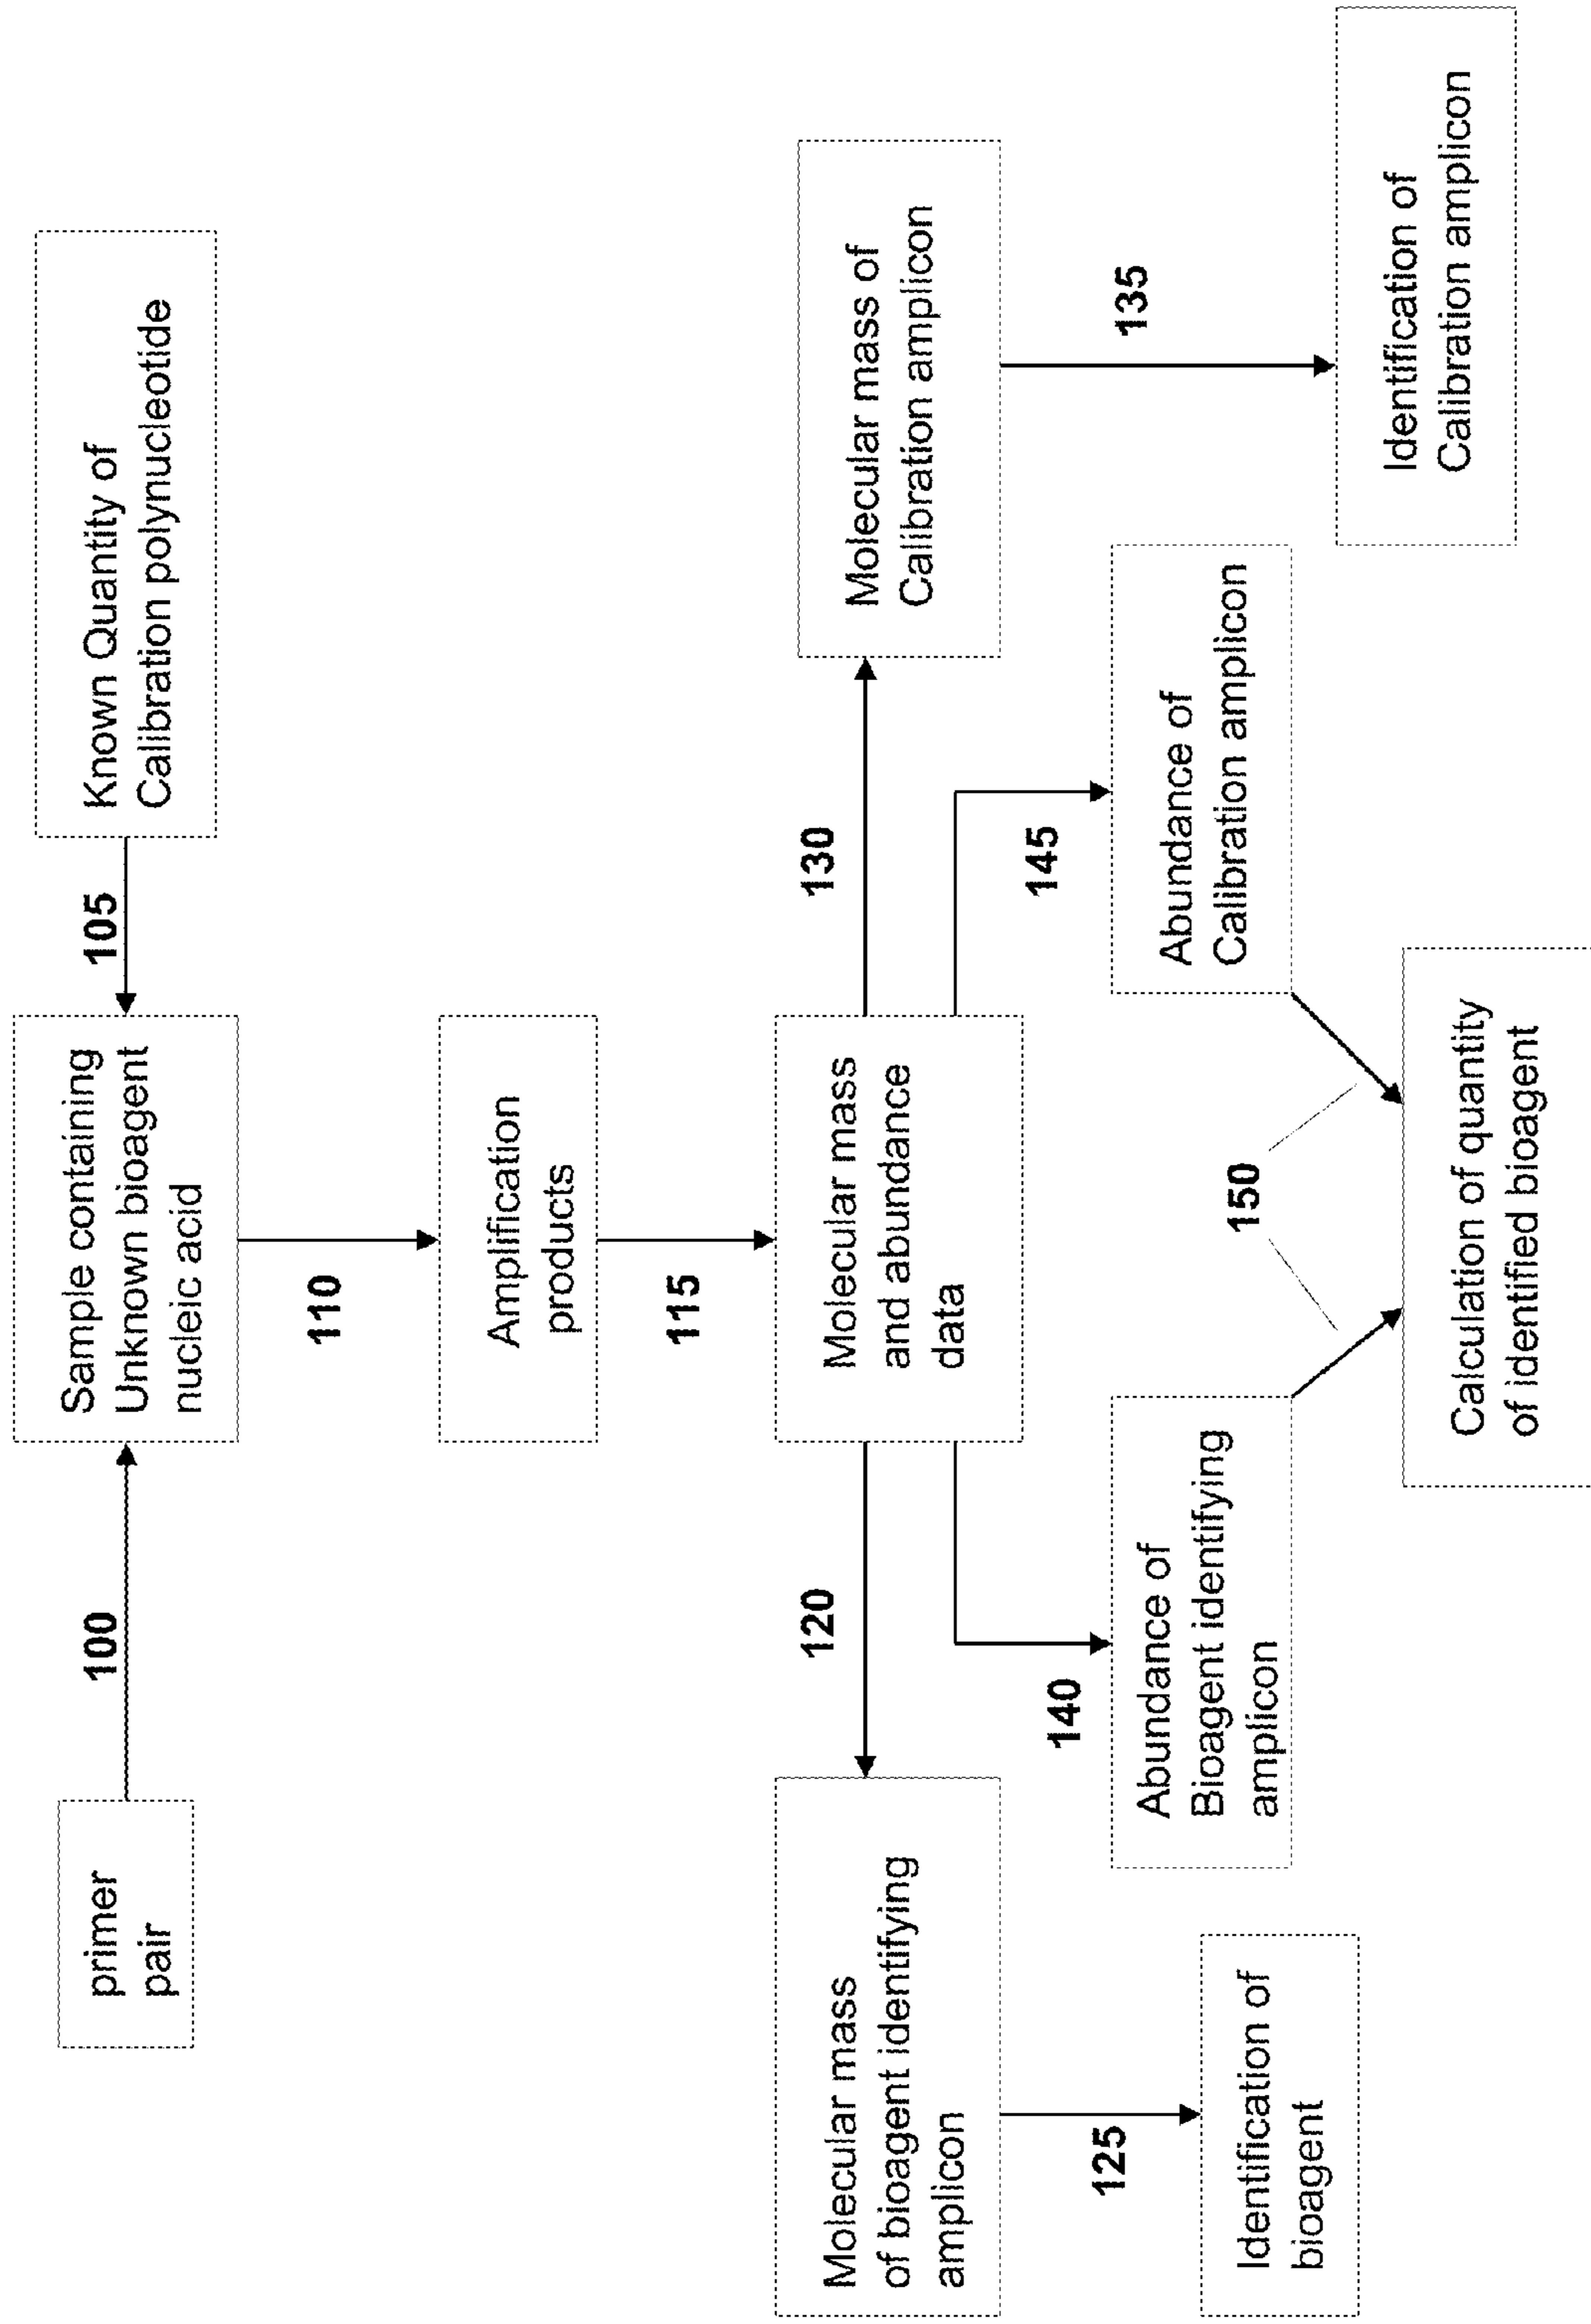 primer
pair
100
Sample containing
Unknown bioagent
nucleic acid
105
Known Quantity of
Calibration polynucleotide
110
Amplification
products
115
Molecular mass
and abundance
data
120
130
Molecular mass
of bioagent identifying
amplicon
Molecular mass of
Calibration amplicon
125
140
145
135
Abundance of
Bioagent identifying
amplicon
Abundance of
Calibration amplicon
Identification of
bioagent
150
Identification of
Calibration amplicon
Calculation of quantity
of identified bioagent